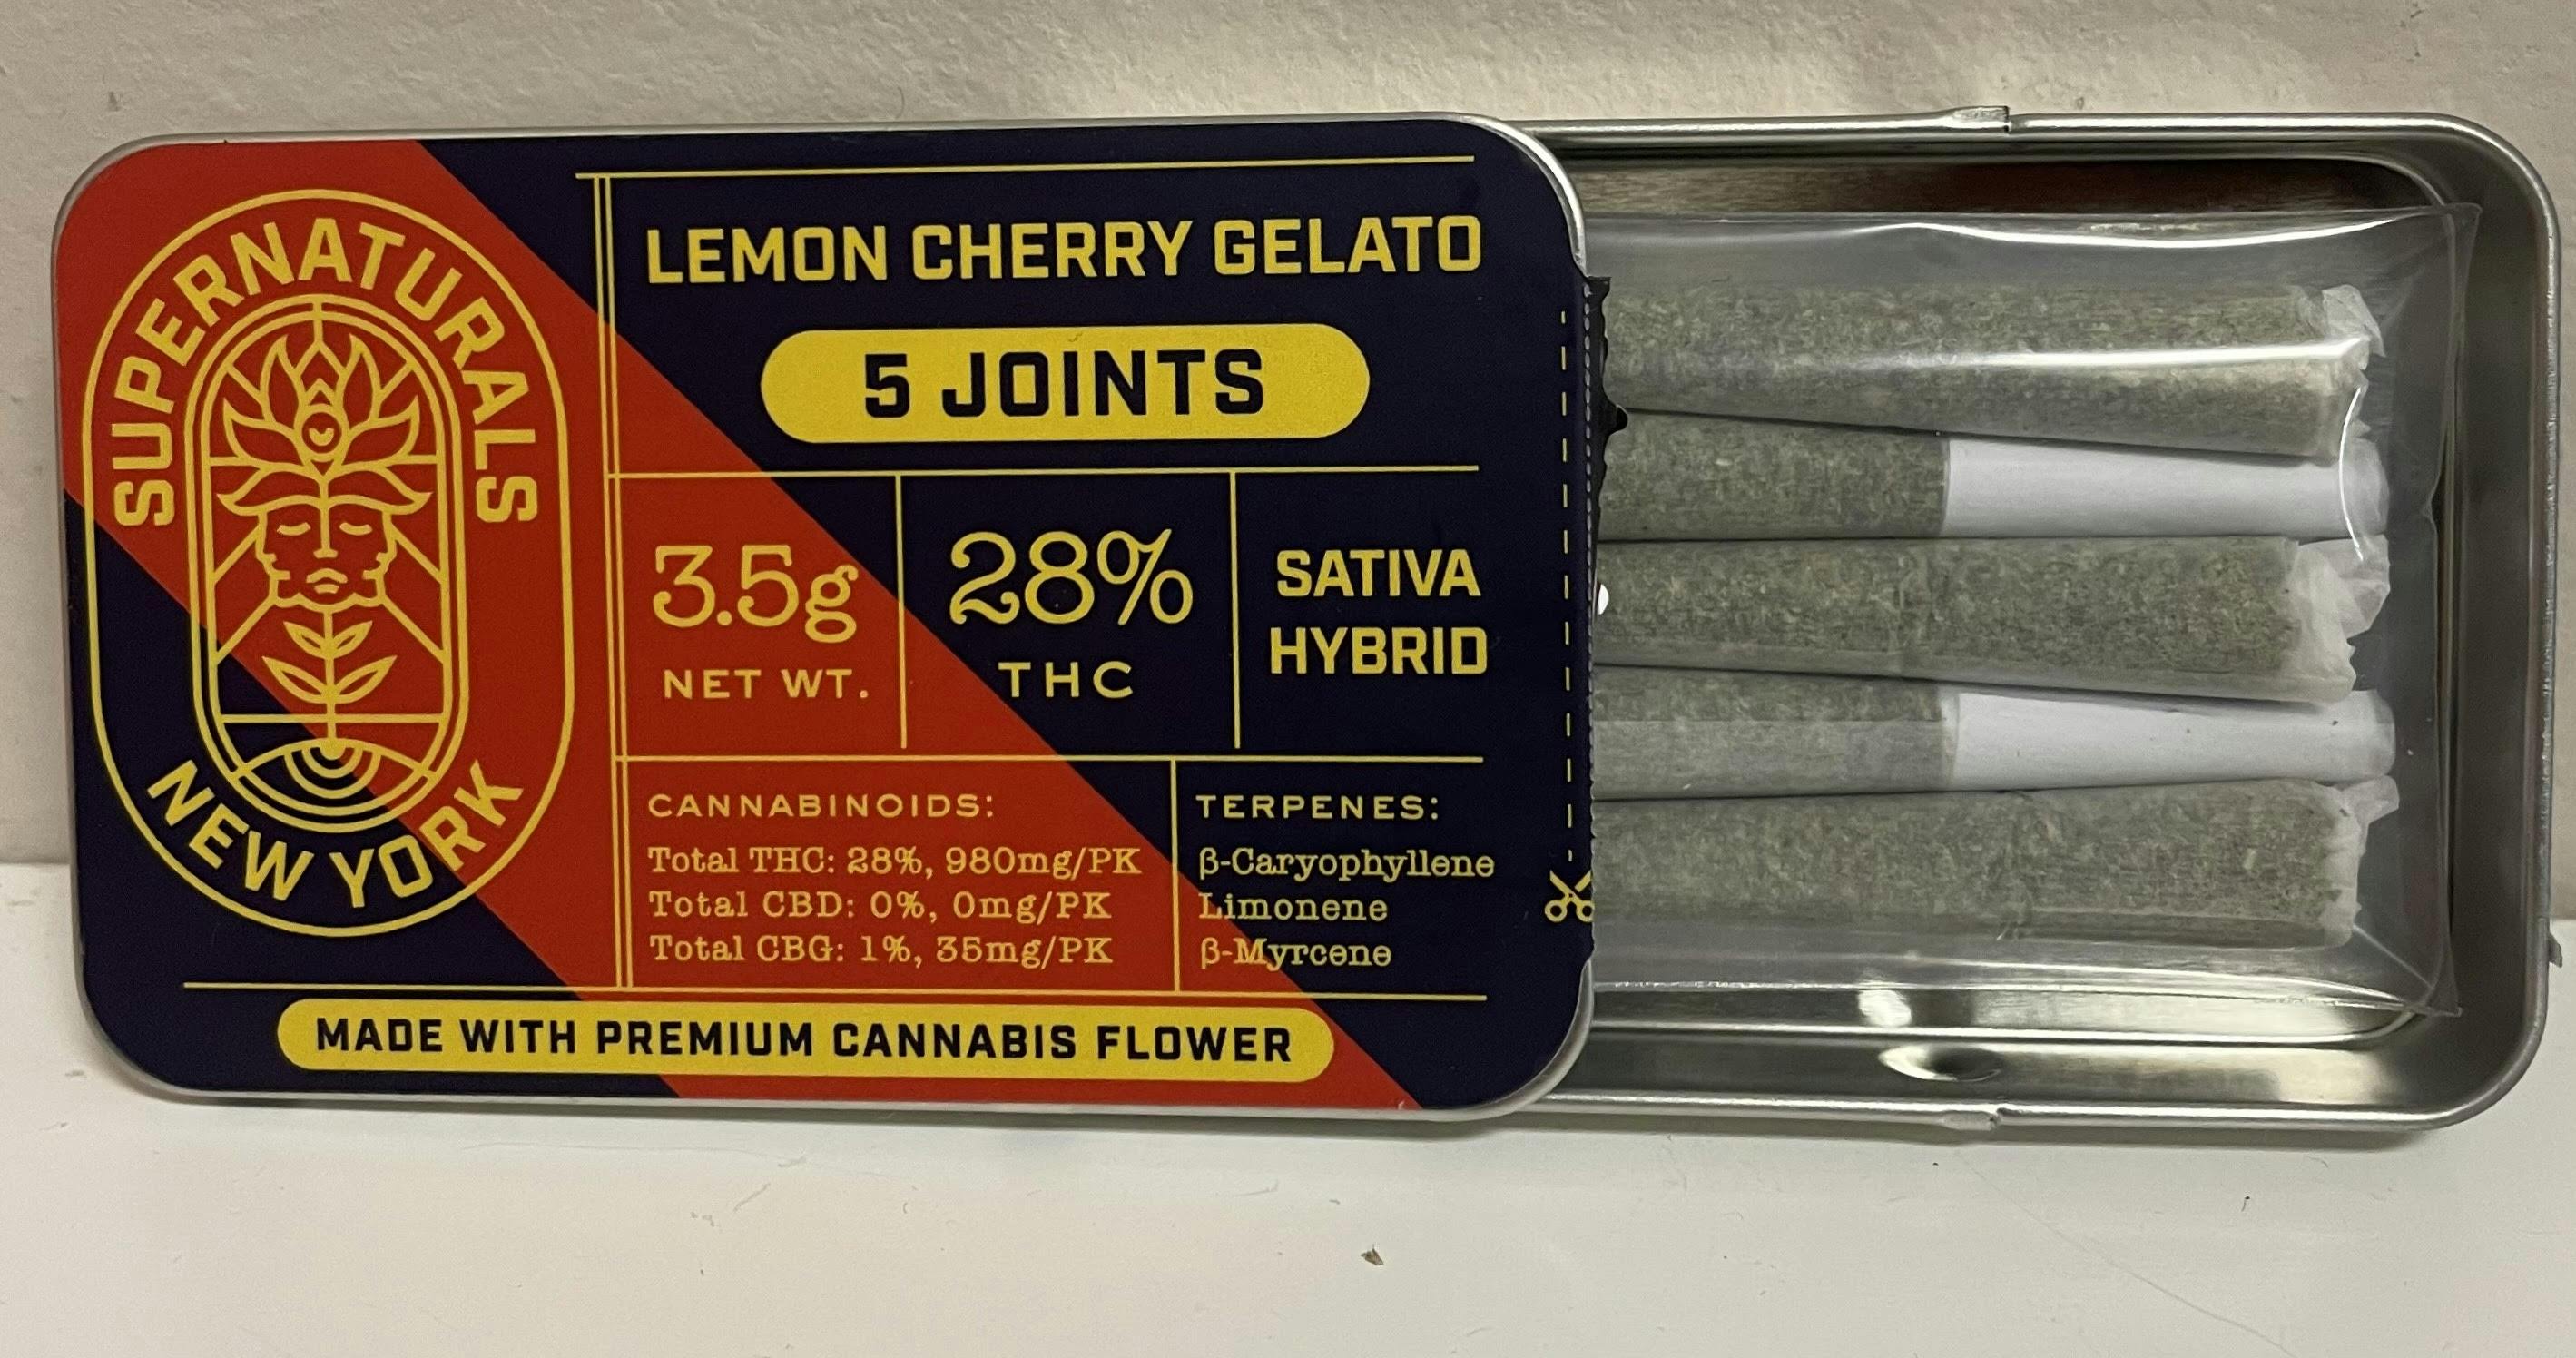 SUPERNATURALS
NEW YORK
LEMON CHERRY GELATO
5 JOINTS
3.5g
NET WT.
28%
THC
SATIVA
HYBRID
CANNABINOIDS:
Total THC: 28%, 980mg/PK
Total CBD: 0%, 0mg/PK
Total CBG: 1%, 35mg/PK
TERPENES:
β-Caryophyllene
Limonene
β-Myrcene
MADE WITH PREMIUM CANNABIS FLOWER